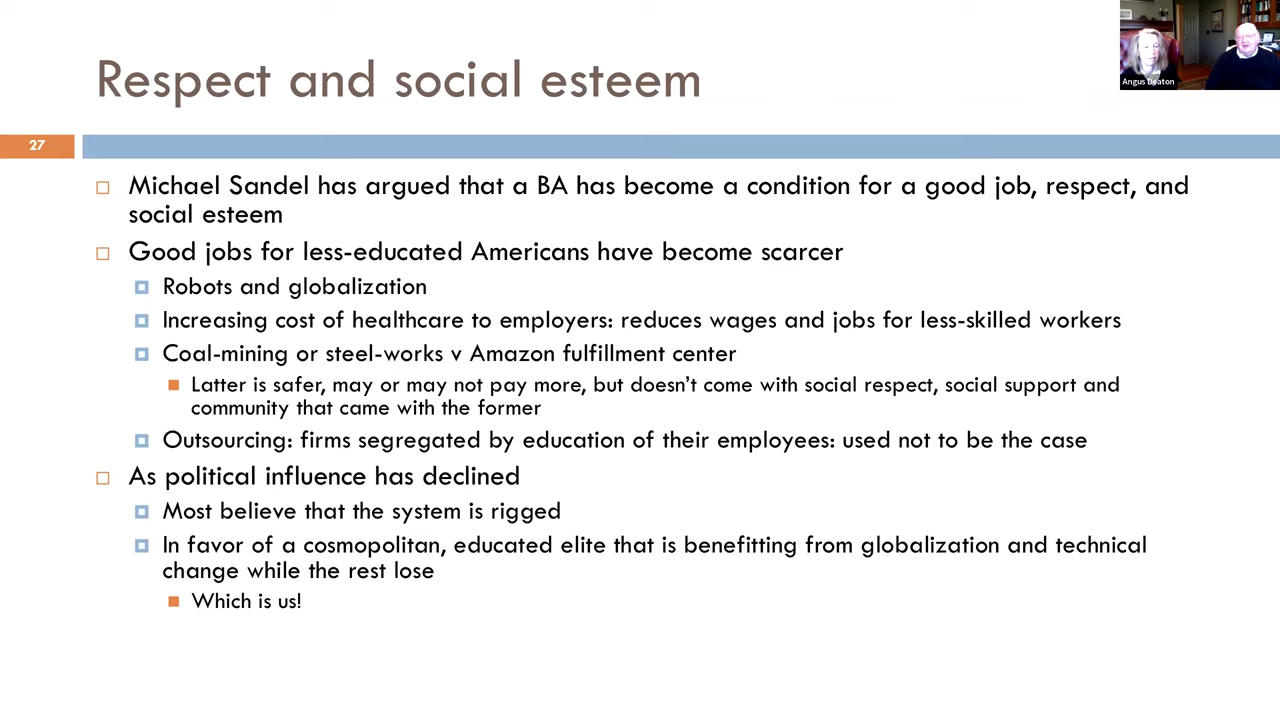 Respect and social esteem
Angus Deaton
27
Michael Sandel has argued that a BA has become a condition for a good job, respect, and
social esteem
Good jobs for less-educated Americans have become scarcer
Robots and globalization
Increasing cost of healthcare to employers: reduces wages and jobs for less-skilled workers
Coal-mining or steel-works v Amazon fulfillment center
Latter is safer, may or may not pay more, but doesn’t come with social respect, social support and
community that came with the former
Outsourcing: firms segregated by education of their employees: used not to be the case
As political influence has declined
Most believe that the system is rigged
In favor of a cosmopolitan, educated elite that is benefitting from globalization and technical
change while the rest lose
Which is us!